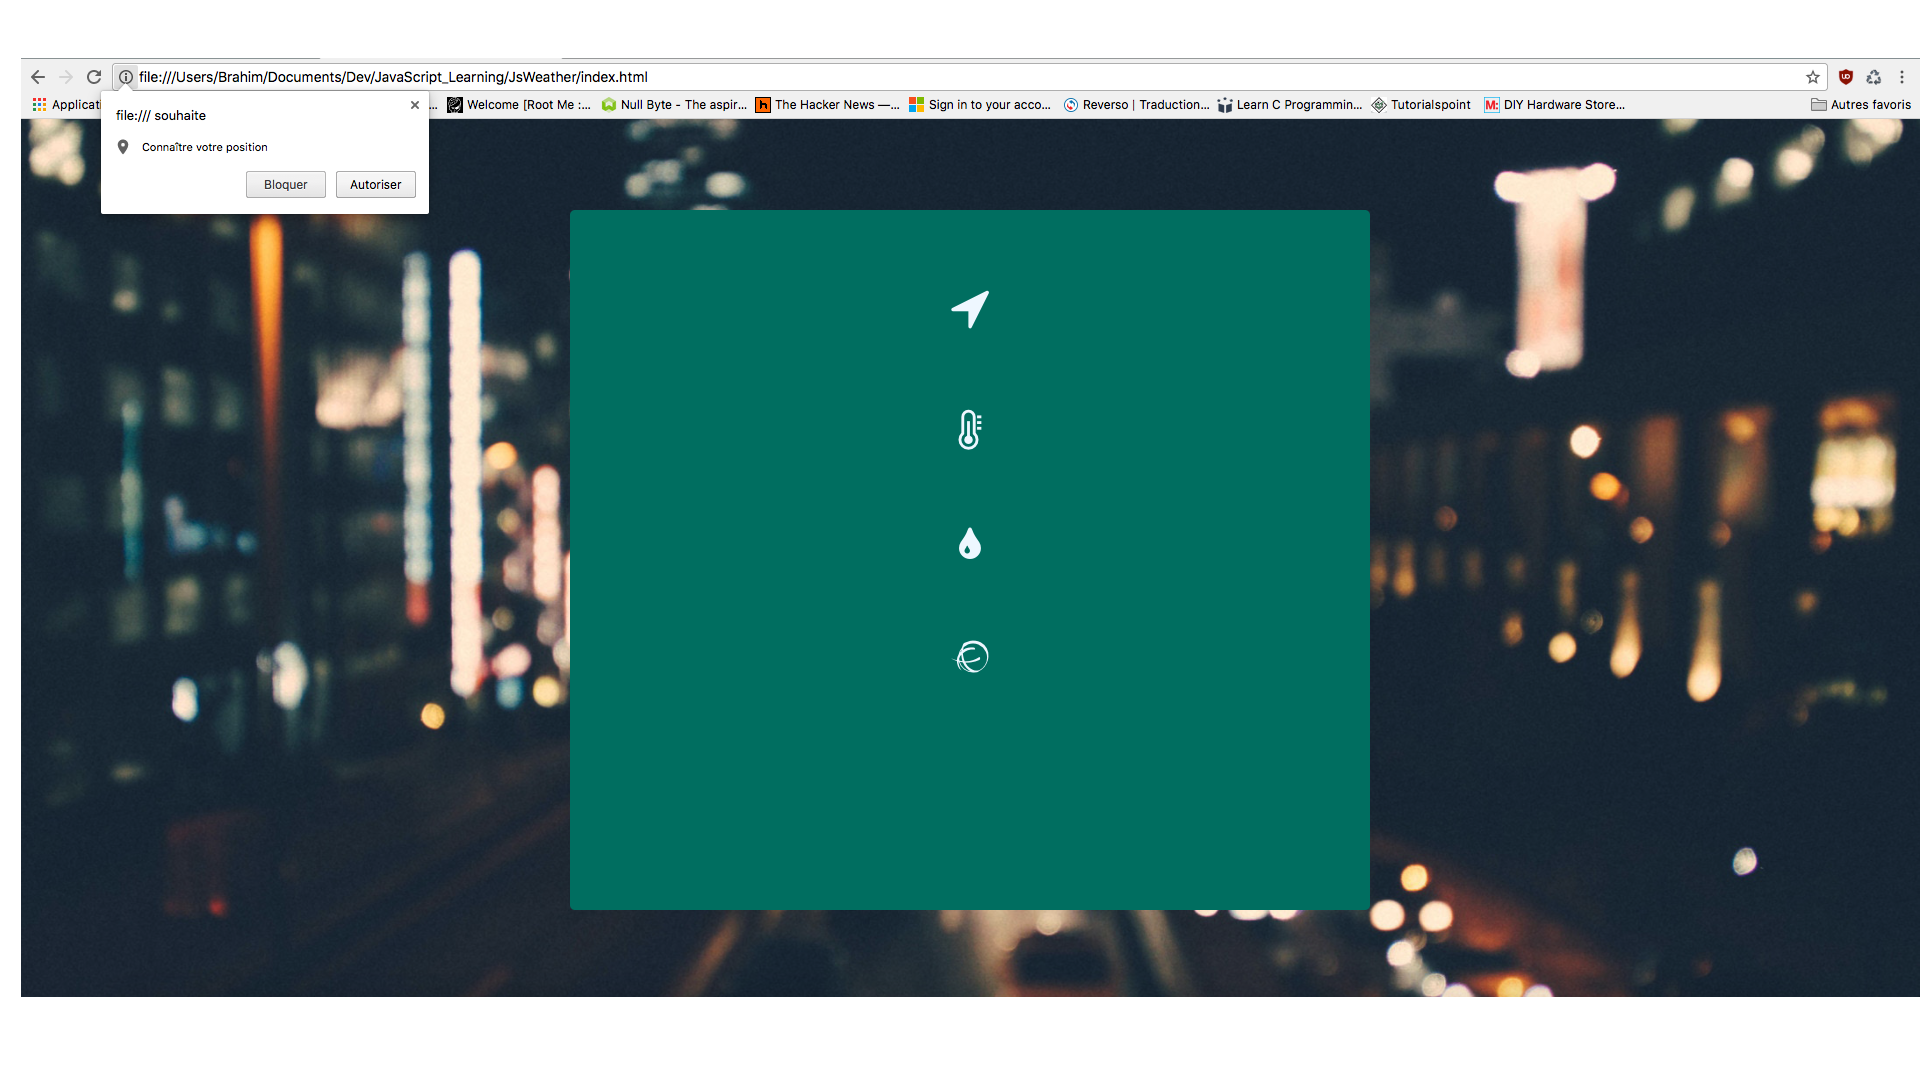 file:///Users/Brahim/Documents/Dev/JavaScript_Learning/JsWeather/index.html
Applicati ... Welcome [Root Me :... Null Byte - The aspir... The Hacker News —... Sign in to your acco... Reverso | Traduction... Learn C Programmin... Tutorialspoint M: DIY Hardware Store... Autres favoris
file:/// souhaite
Connaître votre position
Bloquer Autoriser